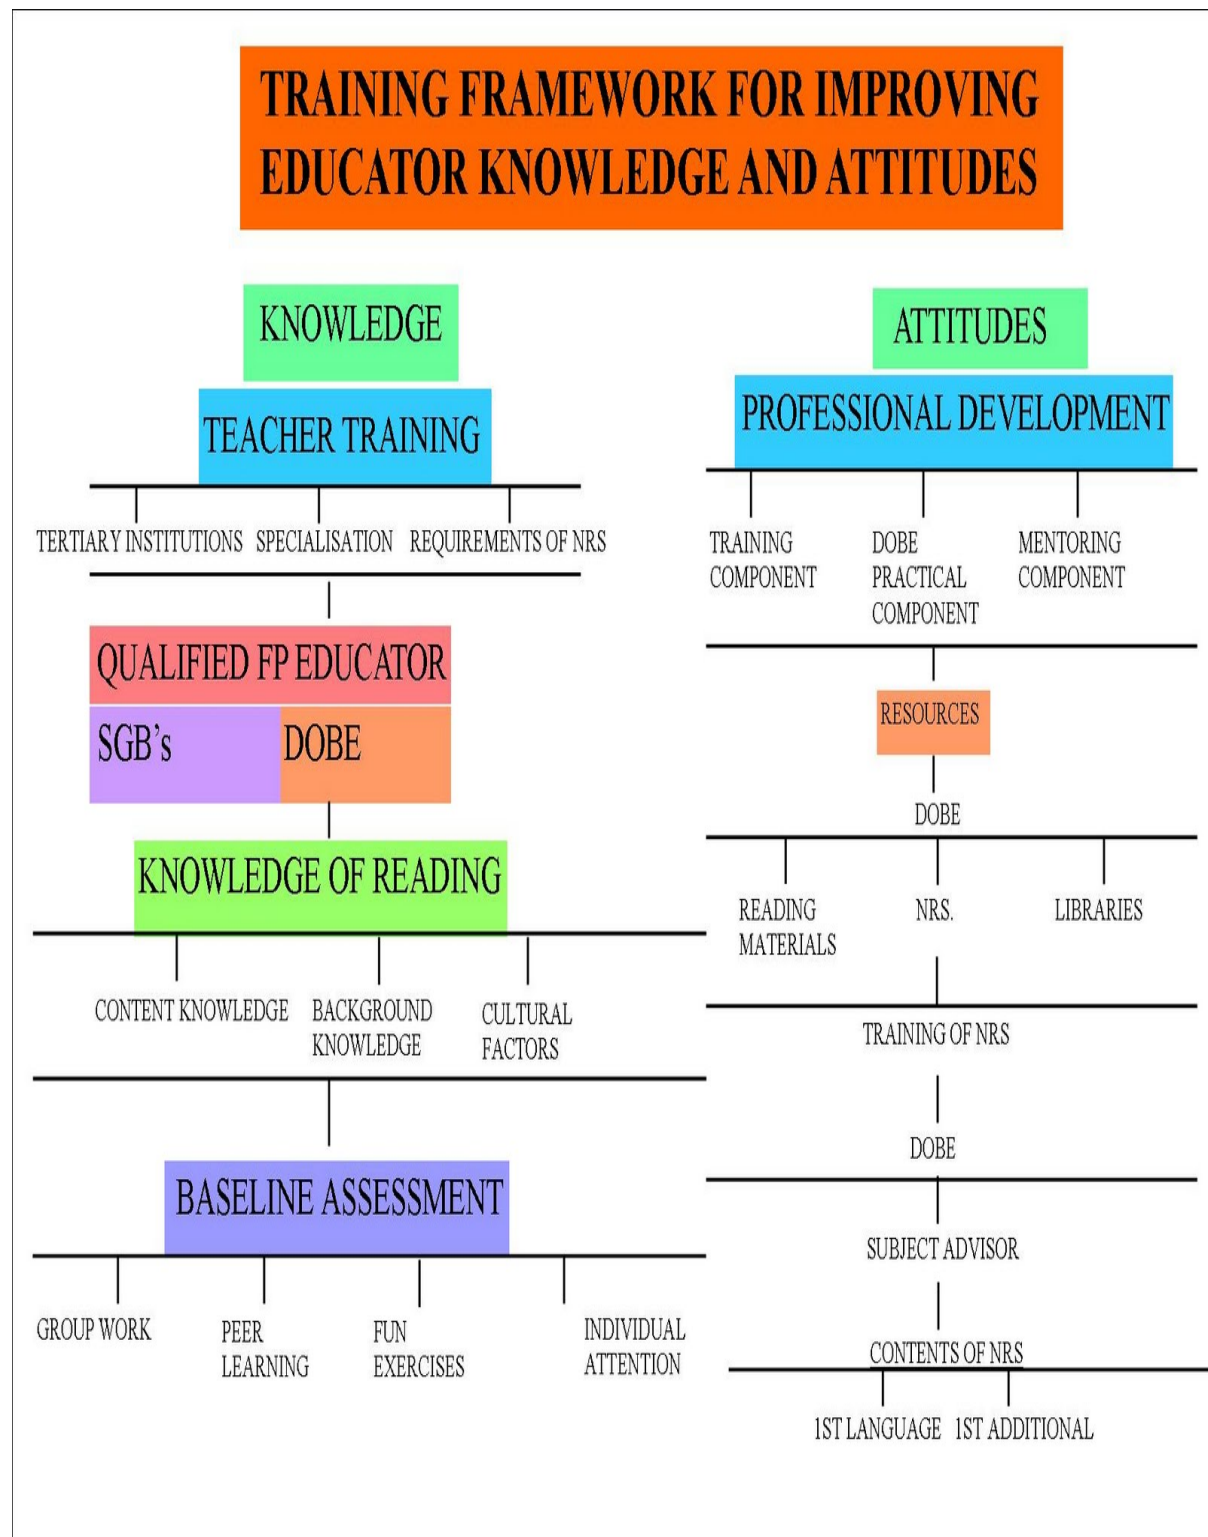 TRAINING FRAMEWORK FOR IMPROVING
EDUCATOR KNOWLEDGE AND ATTITUDES
KNOWLEDGE
TEACHER TRAINING
TERTIARY INSTITUTIONS
SPECIALISATION
REQUIREMENTS OF NRS
QUALIFIED FP EDUCATOR
SGB's
DOBE
KNOWLEDGE OF READING
CONTENT KNOWLEDGE
BACKGROUND
KNOWLEDGE
CULTURAL
FACTORS
BASELINE ASSESSMENT
GROUP WORK
PEER
LEARNING
FUN
EXERCISES
INDIVIDUAL
ATTENTION
ATTITUDES
PROFESSIONAL DEVELOPMENT
TRAINING
COMPONENT
DOBE
PRACTICAL
COMPONENT
MENTORING
COMPONENT
RESOURCES
DOBE
READING
MATERIALS
NRS.
LIBRARIES
TRAINING OF NRS
DOBE
SUBJECT ADVISOR
CONTENTS OF NRS
1ST LANGUAGE
1ST ADDITIONAL